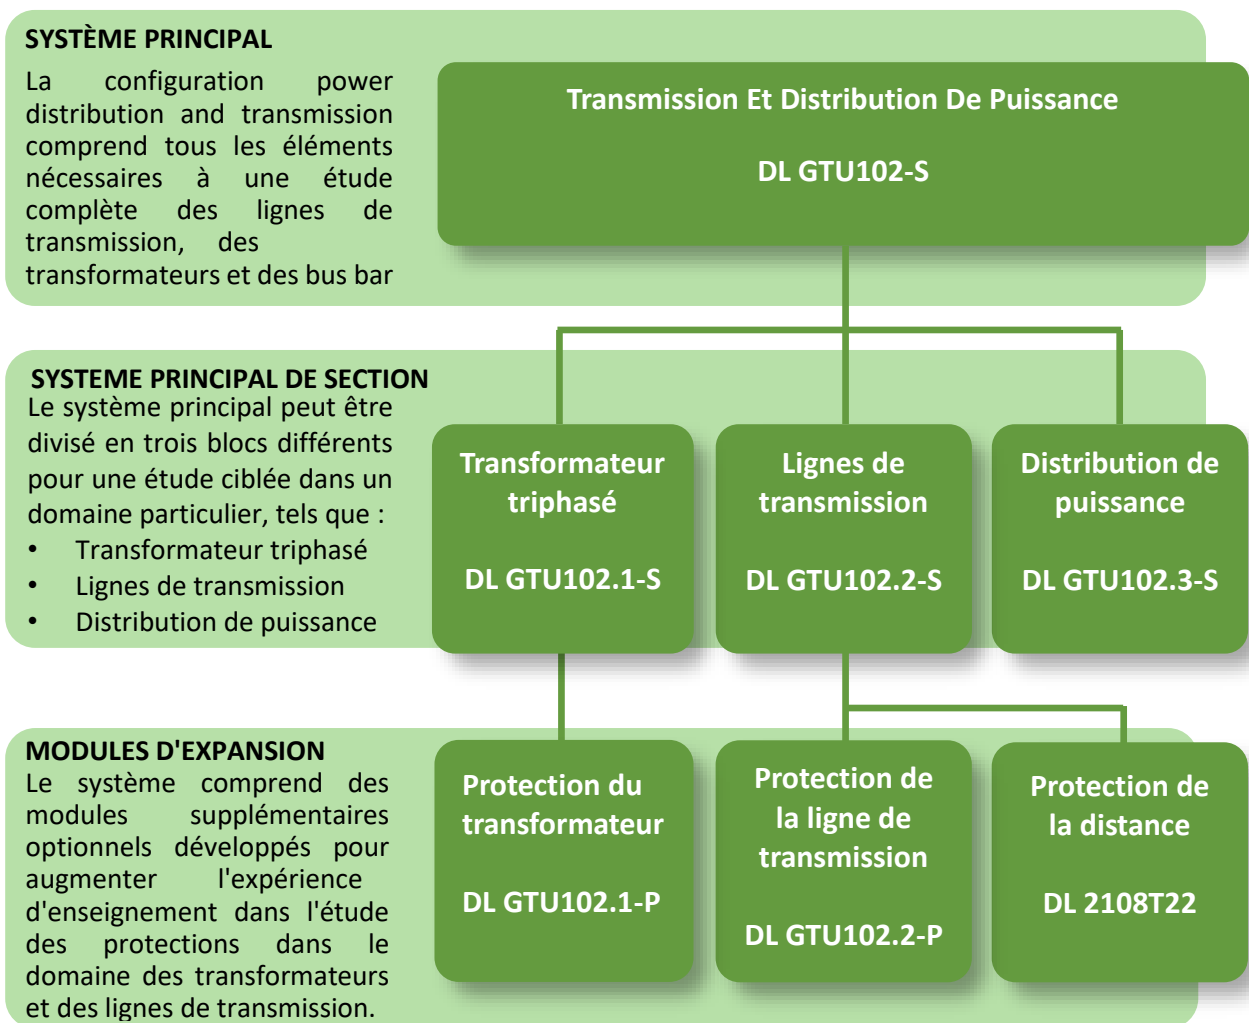 SYSTÈME PRINCIPAL
La configuration power
distribution and transmission
comprend tous les éléments
nécessaires à une étude
complète des lignes de
transmission, des
transformateurs et des bus bar
Transmission Et Distribution De Puissance
DL GTU102-S
SYSTEME PRINCIPAL DE SECTION
Le système principal peut être
divisé en trois blocs différents
pour une étude ciblée dans un
domaine particulier, tels que :
• Transformateur triphasé
• Lignes de transmission
• Distribution de puissance
Transformateur
triphasé
DL GTU102.1-S
Lignes de
transmission
DL GTU102.2-S
Distribution de
puissance
DL GTU102.3-S
MODULES D'EXPANSION
Le système comprend des
modules supplémentaires
optionnels développés pour
augmenter l'expérience
d'enseignement dans l'étude
des protections dans le
domaine des transformateurs
et des lignes de transmission.
Protection du
transformateur
DL GTU102.1-P
Protection de
la ligne de
transmission
DL GTU102.2-P
Protection de
la distance
DL 2108T22